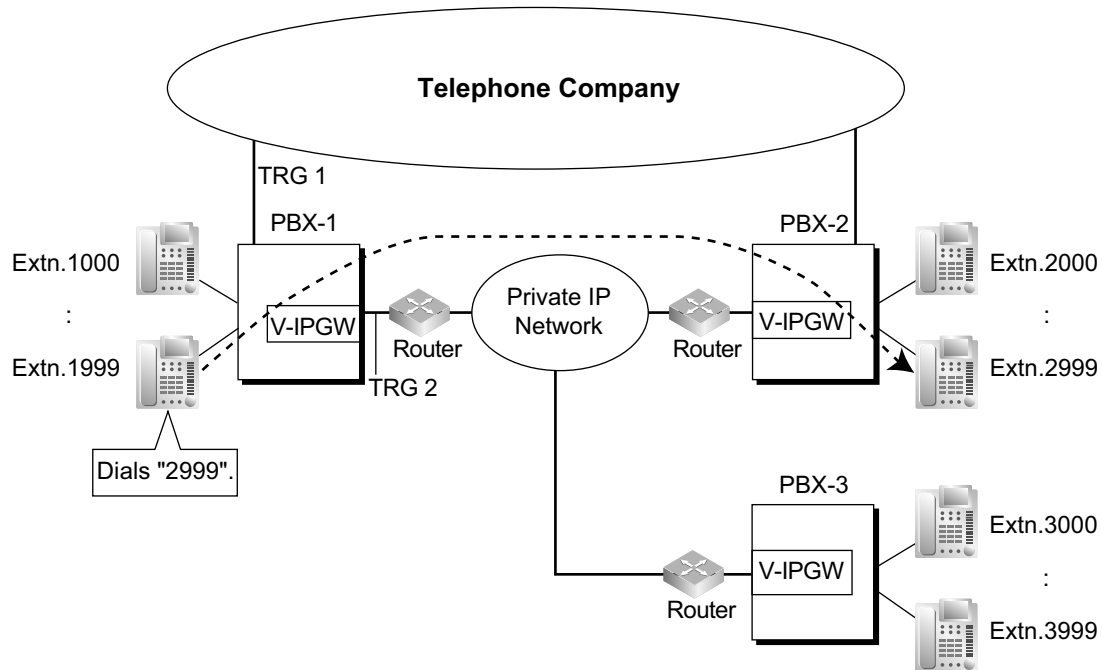 Telephone Company
TRG 1
PBX-1
PBX-2
Extn.1000
:
Extn.1999
V-IPGW
Router
TRG 2
Private IP
Network
Router
V-IPGW
Extn.2000
:
Extn.2999
Dials "2999".
PBX-3
Router
V-IPGW
Extn.3000
:
Extn.3999